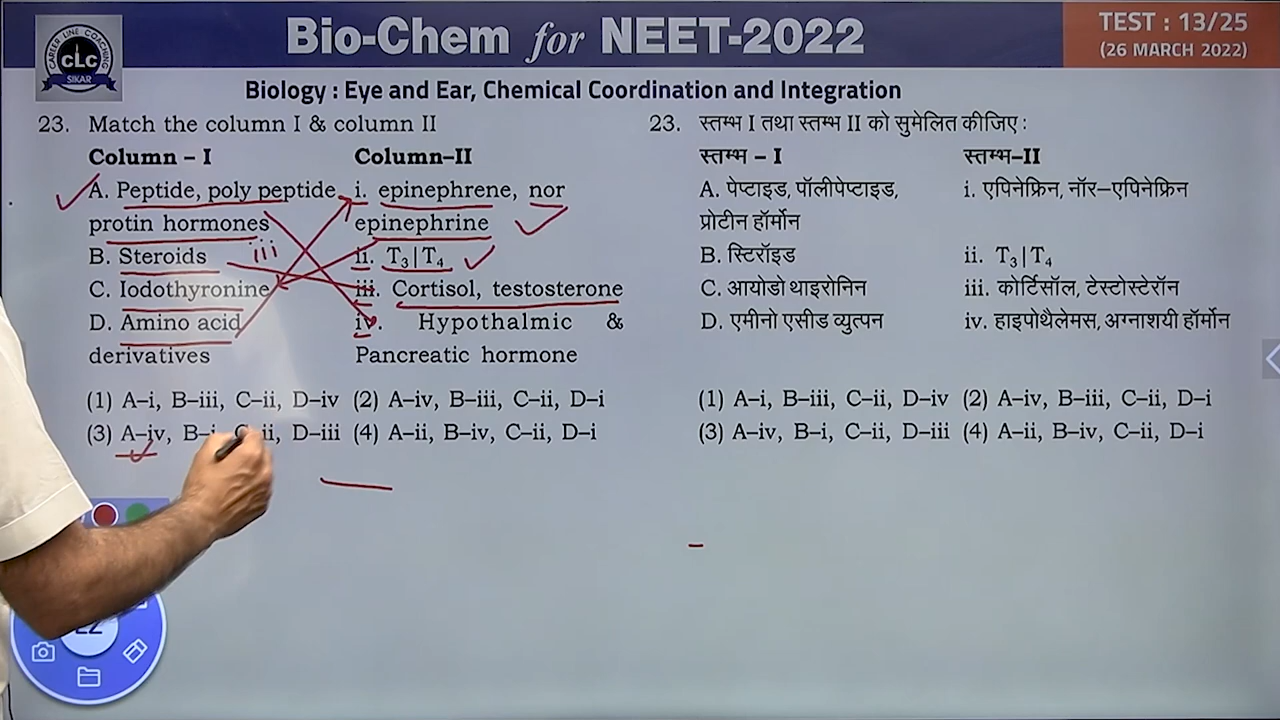 CAREER LINE COACHING
CLC
SIKAR
Bio-Chem for NEET-2022
TEST : 13/25
(26 MARCH 2022)
Biology : Eye and Ear, Chemical Coordination and Integration
23. Match the column I & column II
Column – I Column–II
A. Peptide, poly peptide, i. epinephrene, nor
protin hormones epinephrine
iii
B. Steroids ii. T3|T4
C. Iodothyronine iii. Cortisol, testosterone
D. Amino acid iv. Hypothalmic &
derivatives Pancreatic hormone
(1) A–i, B–iii, C–ii, D–iv (2) A–iv, B–iii, C–ii, D–i
(3) A–iv, B–i, C–ii, D–iii (4) A–ii, B–iv, C–ii, D–i
23. स्तम्भ I तथा स्तम्भ II को सुमेलित कीजिए :
स्तम्भ – I स्तम्भ–II
A. पेप्टाइड, पॉलीपेप्टाइड, i. एपिनेफ्रिन, नॉर–एपिनेफ्रिन
प्रोटीन हॉर्मोन
B. स्टिरॉइड ii. T3|T4
C. आयोडो थाइरोनिन iii. कोर्टिसॉल, टेस्टोस्टेरॉन
D. एमीनो एसीड व्युत्पन iv. हाइपोथैलेमस, अग्नाशयी हॉर्मोन
(1) A–i, B–iii, C–ii, D–iv (2) A–iv, B–iii, C–ii, D–i
(3) A–iv, B–i, C–ii, D–iii (4) A–ii, B–iv, C–ii, D–i